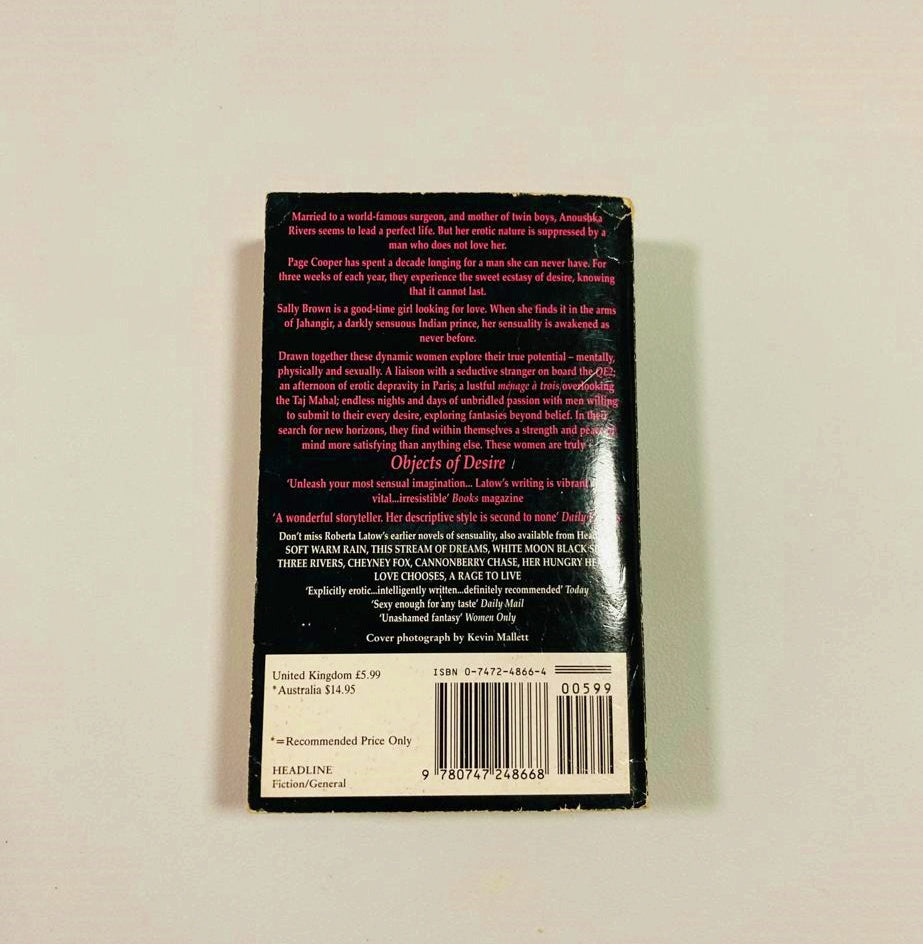 Married to a world-famous surgeon, and mother of twin boys, Anoushka
Rivers seems to lead a perfect life. But her erotic nature is suppressed by a
man who does not love her.
Page Cooper has spent a decade longing for a man she can never have. For
three weeks of each year, they experience the sweet ecstasy of desire, knowing
that it cannot last.
Sally Brown is a good-time girl looking for love. When she finds it in the arms
of Jahangir, a darkly sensuous Indian prince, her sensuality is awakened as
never before.
Drawn together these dynamic women explore their true potential – mentally,
physically and sexually. A liaison with a seductive stranger on board the QE2;
an afternoon of erotic depravity in Paris; a lustful ménage à trois overlooking
the Taj Mahal; endless nights and days of unbridled passion with men willing
to submit to their every desire, exploring fantasies beyond belief. In their
search for new horizons, they find within themselves a strength and peace of
mind more satisfying than anything else. These women are truly
Objects of Desire
‘Unleash your most sensual imagination... Latow's writing is vibrant
vital...irresistible’ Books magazine
‘A wonderful storyteller. Her descriptive style is second to none’ Daily
Don't miss Roberta Latow's earlier novels of sensuality, also available from
SOFT WARM RAIN, THIS STREAM OF DREAMS, WHITE MOON BLACK
THREE RIVERS, CHEYNEY FOX, CANNONBERRY CHASE, HER HUNGRY
LOVE CHOOSES, A RAGE TO LIVE
‘Explicitly erotic...intelligently written...definitely recommended’ Today
‘Sexy enough for any taste’ Daily Mail
‘Unashamed fantasy’ Women Only
Cover photograph by Kevin Mallett
United Kingdom £5.99
*Australia $14.95
*=Recommended Price Only
HEADLINE
Fiction/General
ISBN 0-7472-4866-4
00599
9 780747 248668